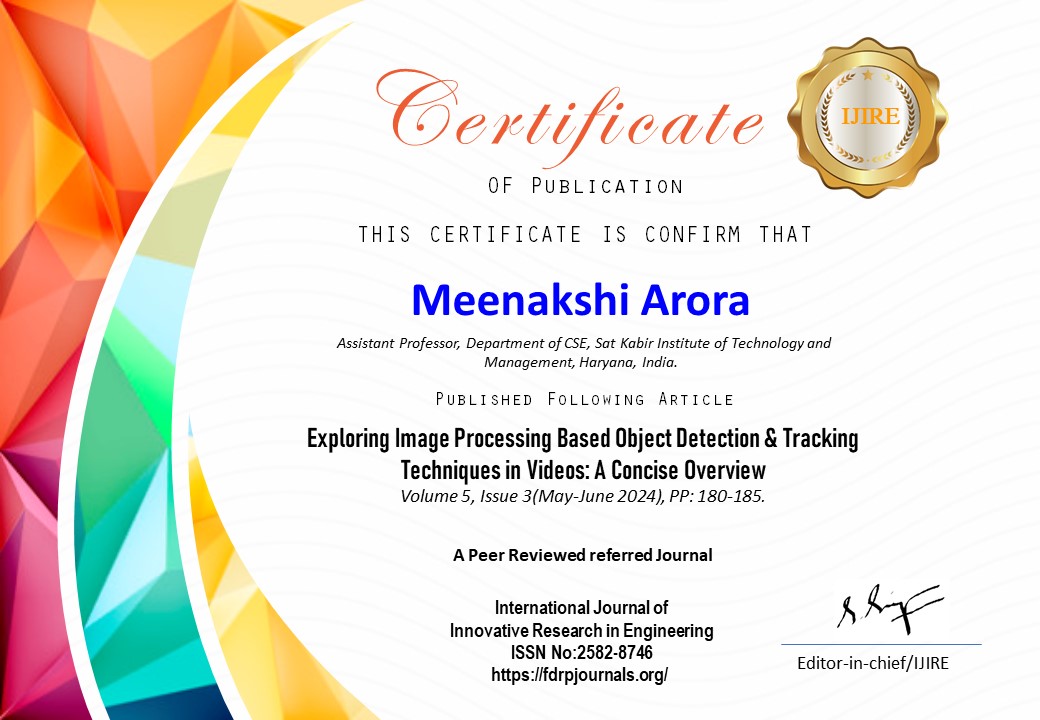 Certificate
IJIRE
OF PUBLICATION
THIS CERTIFICATE IS CONFIRM THAT
Meenakshi Arora
Assistant Professor, Department of CSE, Sat Kabir Institute of Technology and
Management, Haryana, India.
PUBLISHED FOLLOWING ARTICLE
Exploring Image Processing Based Object Detection & Tracking
Techniques in Videos: A Concise Overview
Volume 5, Issue 3(May-June 2024), PP: 180-185.
A Peer Reviewed referred Journal
International Journal of
Innovative Research in Engineering
ISSN No:2582-8746
https://fdrpjournals.org/
Editor-in-chief/IJIRE